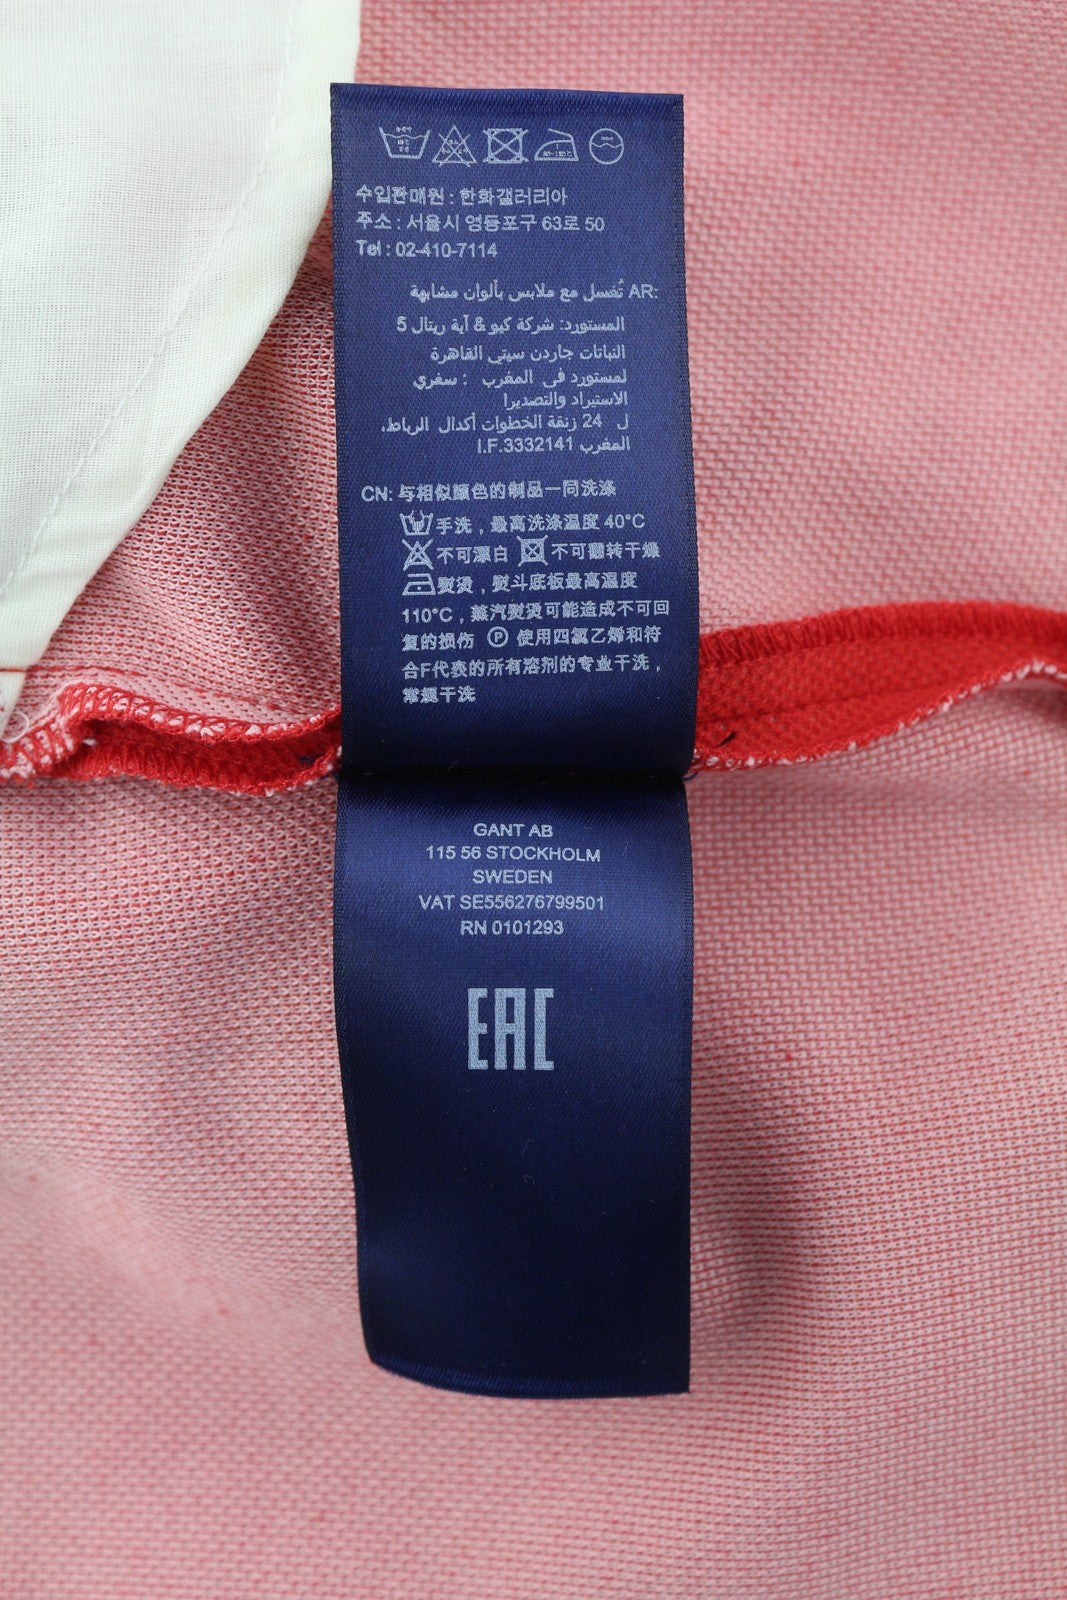 수입판매원 : 한화갤러리아
주소 : 서울시 영등포구 63로 50
Tel : 02-410-7114
AR: تُغسل مع ملابس بألوان مشابهة
المستورد: شركة كيو & آية ريتال 5
النباتات جاردن سيتي القاهرة
لمستورد في المغرب : سغري
الاستيراد والتصديرا
ل 24 زنقة الخطوات أكدال الرباط،
المغرب I.F.3332141
CN: 与相似颜色的制品一同洗涤
手洗，最高洗涤温度 40°C
不可漂白 不可翻转干燥
熨烫，熨斗底板最高温度
110°C，蒸汽熨烫可能造成不可回
复的损伤 Ⓟ 使用四氯乙烯和符
合F代表的所有溶剂的专业干洗，
常规干洗
GANT AB
115 56 STOCKHOLM
SWEDEN
VAT SE556276799501
RN 0101293
EAC